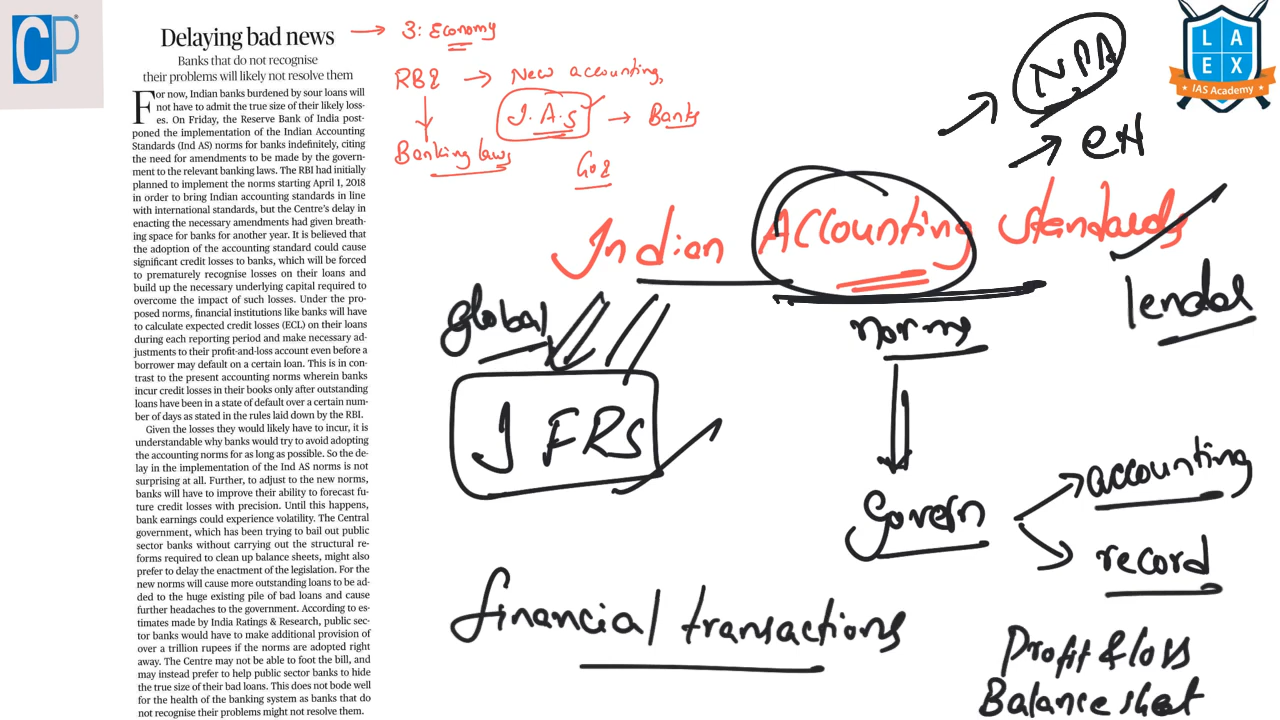 CP
Delaying bad news
Banks that do not recognise
their problems will likely not resolve them
For now, Indian banks burdened by sour loans will
not have to admit the true size of their likely loss-
es. On Friday, the Reserve Bank of India post-
poned the implementation of the Indian Accounting
Standards (Ind AS) norms for banks indefinitely, citing
the need for amendments to be made by the govern-
ment to the relevant banking laws. The RBI had initially
planned to implement the norms starting April 1, 2018
in order to bring Indian accounting standards in line
with international standards, but the Centre's delay in
enacting the necessary amendments had given breath-
ing space for banks for another year. It is believed that
the adoption of the accounting standard could cause
significant credit losses to banks, which will be forced
to prematurely recognise losses on their loans and
build up the necessary underlying capital required to
overcome the impact of such losses. Under the pro-
posed norms, financial institutions like banks will have
to calculate expected credit losses (ECL) on their loans
during each reporting period and make necessary ad-
justments to their profit-and-loss account even before a
borrower may default on a certain loan. This is in con-
trast to the present accounting norms wherein banks
incur credit losses in their books only after outstanding
loans have been in a state of default over a certain num-
ber of days as stated in the rules laid down by the RBI.
Given the losses they would likely have to incur, it is
understandable why banks would try to avoid adopting
the accounting norms for as long as possible. So the de-
lay in the implementation of the Ind AS norms is not
surprising at all. Further, to adjust to the new norms,
banks will have to improve their ability to forecast fu-
ture credit losses with precision. Until this happens,
bank earnings could experience volatility. The Central
government, which has been trying to bail out public
sector banks without carrying out the structural re-
forms required to clean up balance sheets, might also
prefer to delay the enactment of the legislation. For the
new norms will cause more outstanding loans to be ad-
ded to the huge existing pile of bad loans and cause
further headaches to the government. According to es-
timates made by India Ratings & Research, public sec-
tor banks would have to make additional provision of
over a trillion rupees if the norms are adopted right
away. The Centre may not be able to foot the bill, and
may instead prefer to help public sector banks to hide
the true size of their bad loans. This does not bode well
for the health of the banking system as banks that do
not recognise their problems might not resolve them.
3: Economy
RBI → New accounting,
I.A.S → Banks
Banking laws
GoI
NPA
LAEX
IAS Academy
Indian Accounting Standards
lender
global
norms
IFRS
Govern
accounting
record
financial transactions
Profit & loss
Balance sheet